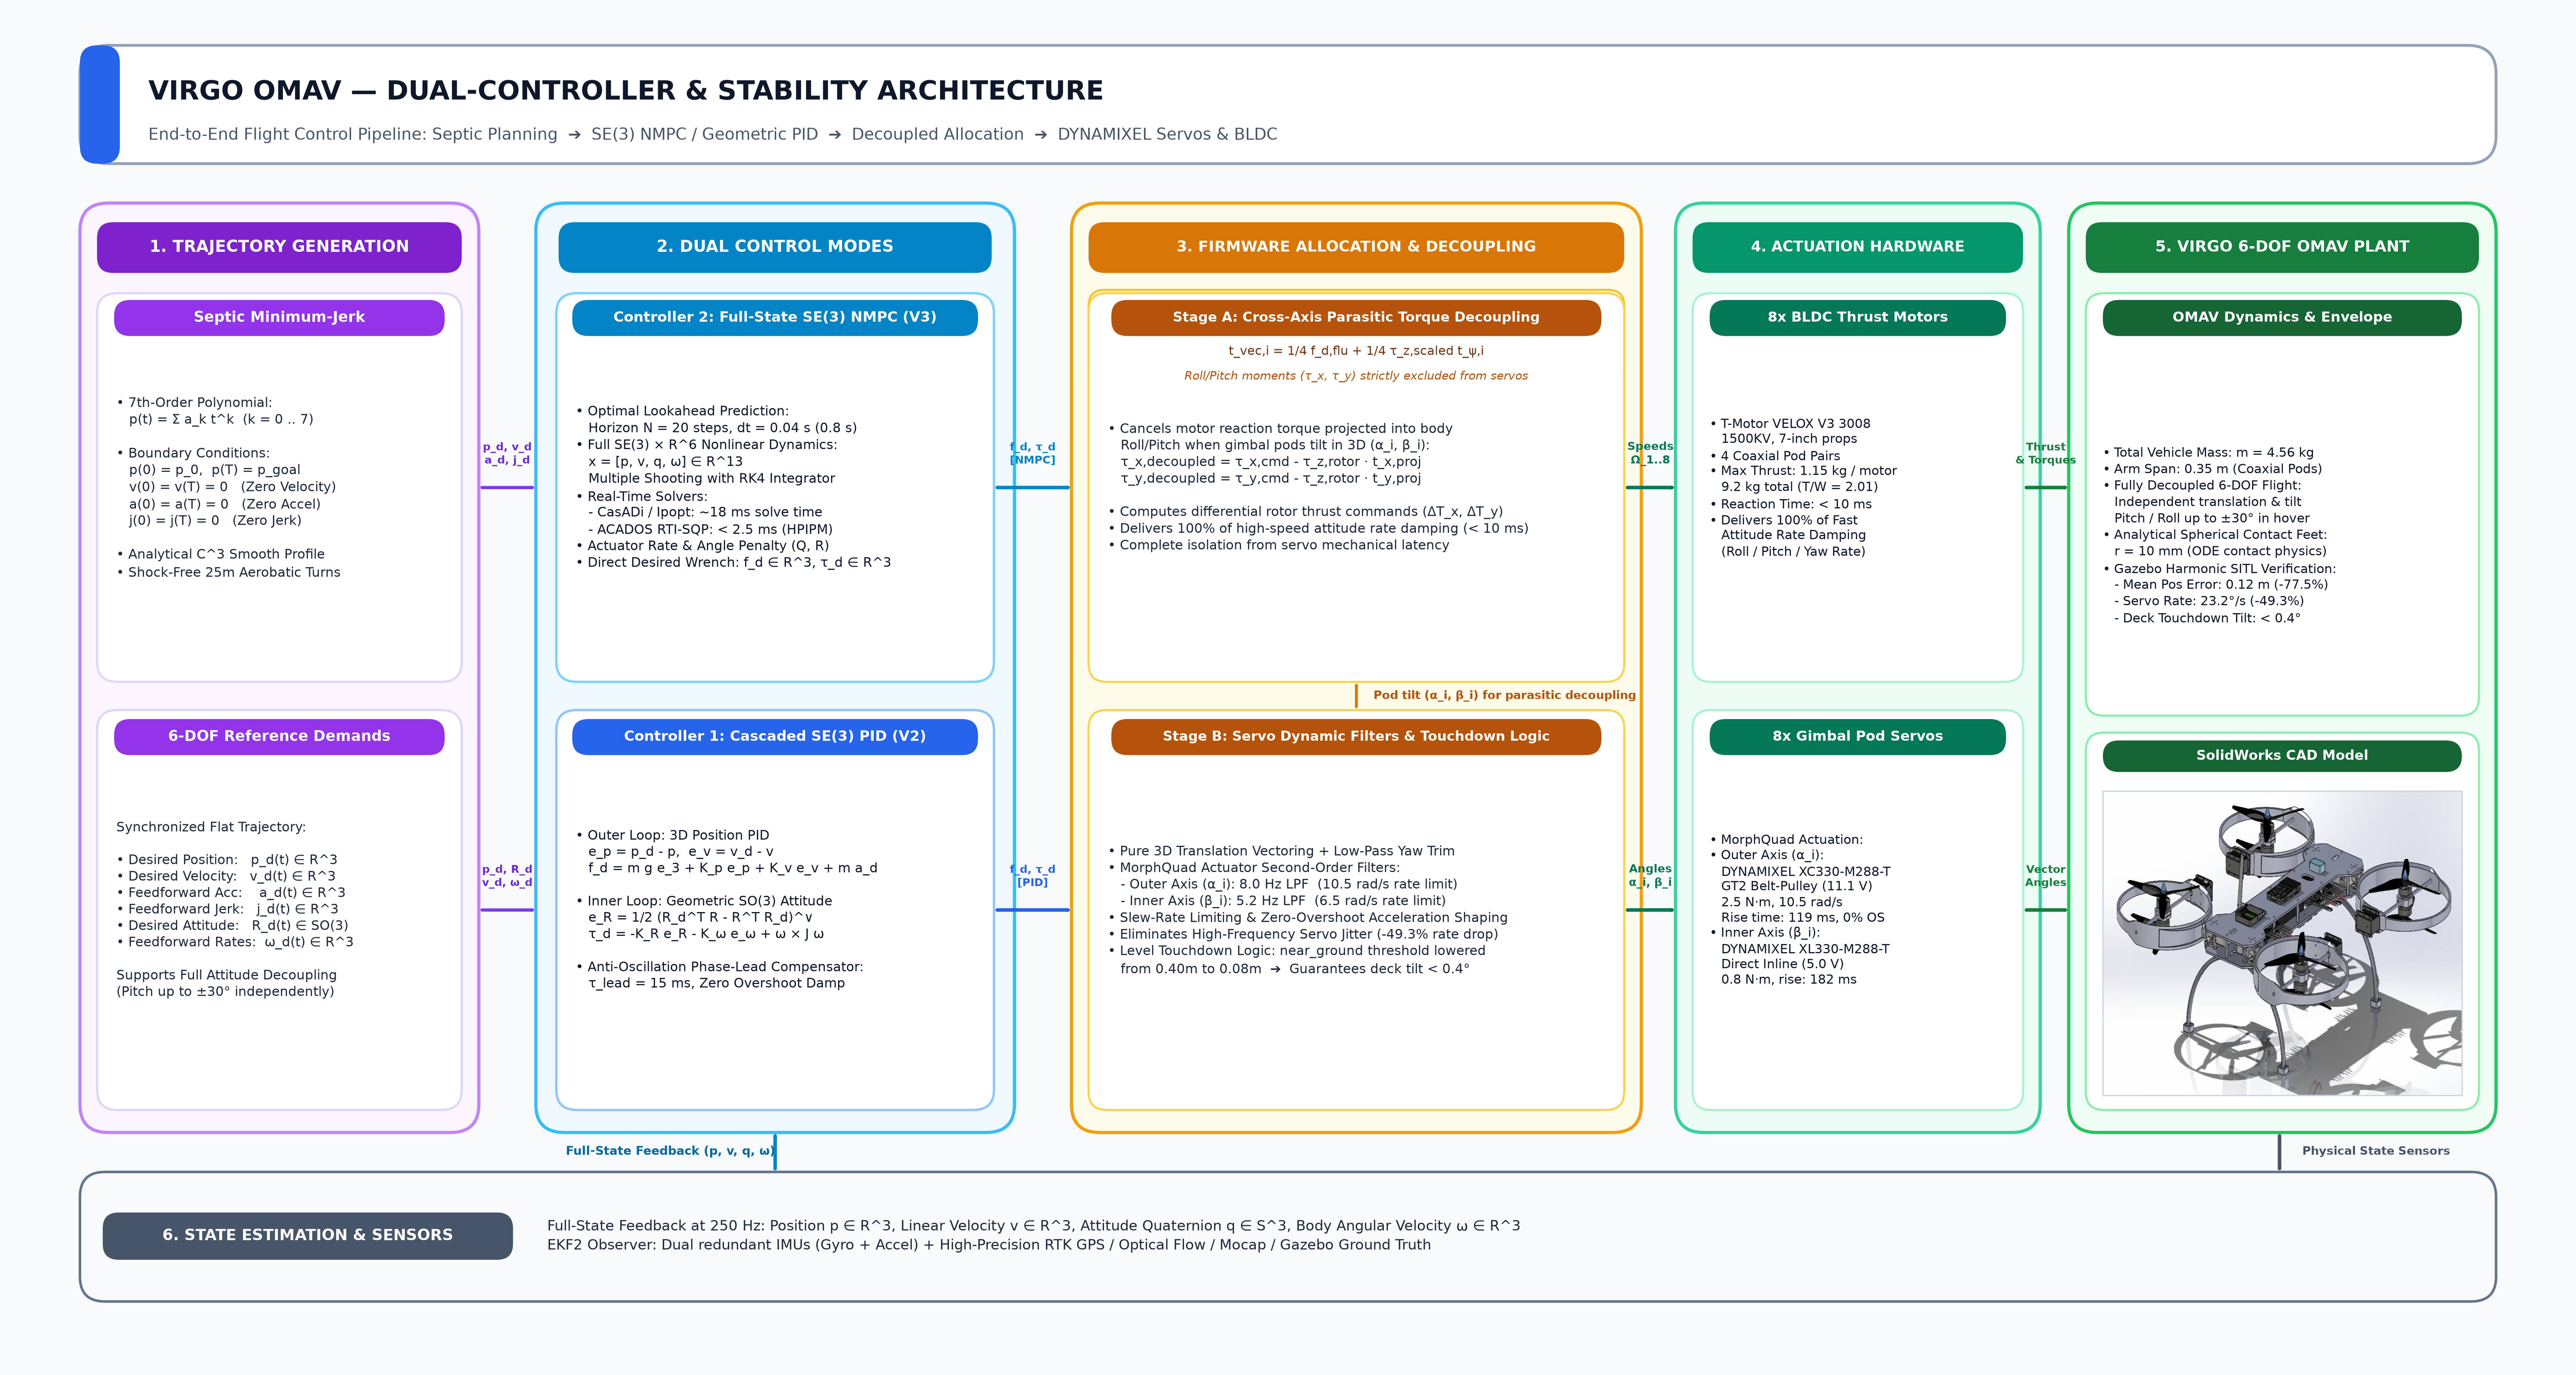 VIRGO OMAV — DUAL-CONTROLLER & STABILITY ARCHITECTURE
End-to-End Flight Control Pipeline: Septic Planning ➔ SE(3) NMPC / Geometric PID ➔ Decoupled Allocation ➔ DYNAMIXEL Servos & BLDC
1. TRAJECTORY GENERATION
Septic Minimum-Jerk
• 7th-Order Polynomial:
p(t) = Σ a_k t^k (k = 0 .. 7)
• Boundary Conditions:
p(0) = p_0, p(T) = p_goal
v(0) = v(T) = 0 (Zero Velocity)
a(0) = a(T) = 0 (Zero Accel)
j(0) = j(T) = 0 (Zero Jerk)
• Analytical C^3 Smooth Profile
• Shock-Free 25m Aerobatic Turns
6-DOF Reference Demands
Synchronized Flat Trajectory:
• Desired Position: p_d(t) ∈ R^3
• Desired Velocity: v_d(t) ∈ R^3
• Feedforward Acc: a_d(t) ∈ R^3
• Feedforward Jerk: j_d(t) ∈ R^3
• Desired Attitude: R_d(t) ∈ SO(3)
• Feedforward Rates: ω_d(t) ∈ R^3
Supports Full Attitude Decoupling
(Pitch up to ±30° independently)
p_d, v_d
a_d, j_d
p_d, R_d
v_d, ω_d
2. DUAL CONTROL MODES
Controller 2: Full-State SE(3) NMPC (V3)
• Optimal Lookahead Prediction:
Horizon N = 20 steps, dt = 0.04 s (0.8 s)
• Full SE(3) × R^6 Nonlinear Dynamics:
x = [p, v, q, ω] ∈ R^13
Multiple Shooting with RK4 Integrator
• Real-Time Solvers:
- CasADi / Ipopt: ~18 ms solve time
- ACADOS RTI-SQP: < 2.5 ms (HPIPM)
• Actuator Rate & Angle Penalty (Q, R)
• Direct Desired Wrench: f_d ∈ R^3, τ_d ∈ R^3
Controller 1: Cascaded SE(3) PID (V2)
• Outer Loop: 3D Position PID
e_p = p_d - p, e_v = v_d - v
f_d = m g e_3 + K_p e_p + K_v e_v + m a_d
• Inner Loop: Geometric SO(3) Attitude
e_R = 1/2 (R_d^T R - R^T R_d)^∨
τ_d = -K_R e_R - K_ω e_ω + ω × J ω
• Anti-Oscillation Phase-Lead Compensator:
τ_lead = 15 ms, Zero Overshoot Damp
f_d, τ_d
[NMPC]
f_d, τ_d
[PID]
3. FIRMWARE ALLOCATION & DECOUPLING
Stage A: Cross-Axis Parasitic Torque Decoupling
t_vec,i = 1/4 f_d,flu + 1/4 τ_z,scaled t_ψ,i
Roll/Pitch moments (τ_x, τ_y) strictly excluded from servos
• Cancels motor reaction torque projected into body
Roll/Pitch when gimbal pods tilt in 3D (α_i, β_i):
τ_x,decoupled = τ_x,cmd - τ_z,rotor · t_x,proj
τ_y,decoupled = τ_y,cmd - τ_z,rotor · t_y,proj
• Computes differential rotor thrust commands (ΔT_x, ΔT_y)
• Delivers 100% of high-speed attitude rate damping (< 10 ms)
• Complete isolation from servo mechanical latency
Pod tilt (α_i, β_i) for parasitic decoupling
Stage B: Servo Dynamic Filters & Touchdown Logic
• Pure 3D Translation Vectoring + Low-Pass Yaw Trim
• MorphQuad Actuator Second-Order Filters:
- Outer Axis (α_i): 8.0 Hz LPF (10.5 rad/s rate limit)
- Inner Axis (β_i): 5.2 Hz LPF (6.5 rad/s rate limit)
• Slew-Rate Limiting & Zero-Overshoot Acceleration Shaping
• Eliminates High-Frequency Servo Jitter (-49.3% rate drop)
• Level Touchdown Logic: near_ground threshold lowered
from 0.40m to 0.08m ➔ Guarantees deck tilt < 0.4°
Speeds
Ω_1..8
Angles
α_i, β_i
4. ACTUATION HARDWARE
8x BLDC Thrust Motors
• T-Motor VELOX V3 3008
1500KV, 7-inch props
• 4 Coaxial Pod Pairs
• Max Thrust: 1.15 kg / motor
9.2 kg total (T/W = 2.01)
• Reaction Time: < 10 ms
• Delivers 100% of Fast
Attitude Rate Damping
(Roll / Pitch / Yaw Rate)
8x Gimbal Pod Servos
• MorphQuad Actuation:
• Outer Axis (α_i):
DYNAMIXEL XC330-M288-T
GT2 Belt-Pulley (11.1 V)
2.5 N·m, 10.5 rad/s
Rise time: 119 ms, 0% OS
• Inner Axis (β_i):
DYNAMIXEL XL330-M288-T
Direct Inline (5.0 V)
0.8 N·m, rise: 182 ms
Thrust
& Torques
Vector
Angles
5. VIRGO 6-DOF OMAV PLANT
OMAV Dynamics & Envelope
• Total Vehicle Mass: m = 4.56 kg
• Arm Span: 0.35 m (Coaxial Pods)
• Fully Decoupled 6-DOF Flight:
Independent translation & tilt
Pitch / Roll up to ±30° in hover
• Analytical Spherical Contact Feet:
r = 10 mm (ODE contact physics)
• Gazebo Harmonic SITL Verification:
- Mean Pos Error: 0.12 m (-77.5%)
- Servo Rate: 23.2°/s (-49.3%)
- Deck Touchdown Tilt: < 0.4°
SolidWorks CAD Model
Full-State Feedback (p, v, q, ω)
Physical State Sensors
6. STATE ESTIMATION & SENSORS
Full-State Feedback at 250 Hz: Position p ∈ R^3, Linear Velocity v ∈ R^3, Attitude Quaternion q ∈ S^3, Body Angular Velocity ω ∈ R^3
EKF2 Observer: Dual redundant IMUs (Gyro + Accel) + High-Precision RTK GPS / Optical Flow / Mocap / Gazebo Ground Truth